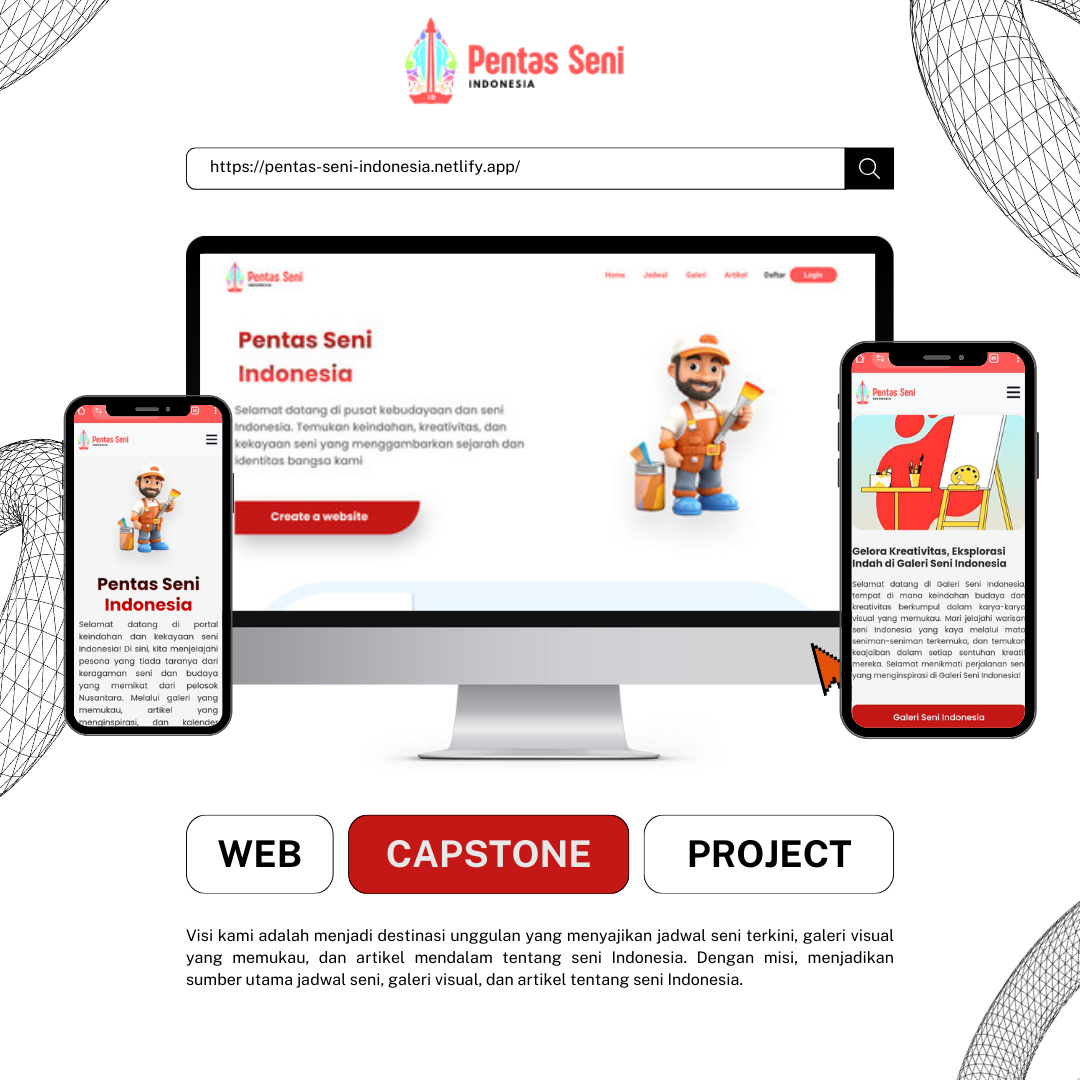 Pentas Seni
INDONESIA
https://pentas-seni-indonesia.netlify.app/
Pentas Seni
INDONESIA
Home Jadwal Galeri Artikel Daftar Login
Pentas Seni
Indonesia
Selamat datang di pusat kebudayaan dan seni
Indonesia. Temukan keindahan, kreativitas, dan
kekayaan seni yang menggambarkan sejarah dan
identitas bangsa kami
Create a website
Pentas Seni
INDONESIA
Pentas Seni
Indonesia
Selamat datang di portal
keindahan dan kekayaan seni
Indonesia! Di sini, kita menjelajahi
pesona yang tiada taranya dari
keragaman seni dan budaya
yang memikat dari pelosok
Nusantara. Melalui galeri yang
memukau, artikel yang
menginspirasi, dan kalender
Pentas Seni
INDONESIA
Gelora Kreativitas, Eksplorasi
Indah di Galeri Seni Indonesia
Selamat datang di Galeri Seni Indonesia,
tempat di mana keindahan budaya dan
kreativitas berkumpul dalam karya-karya
visual yang memukau. Mari jelajahi warisan
seni Indonesia yang kaya melalui mata
seniman-seniman terkemuka, dan temukan
keajaiban dalam setiap sentuhan kreatif
mereka. Selamat menikmati perjalanan seni
yang menginspirasi di Galeri Seni Indonesia!
Galeri Seni Indonesia
WEB CAPSTONE PROJECT
Visi kami adalah menjadi destinasi unggulan yang menyajikan jadwal seni terkini, galeri visual
yang memukau, dan artikel mendalam tentang seni Indonesia. Dengan misi, menjadikan
sumber utama jadwal seni, galeri visual, dan artikel tentang seni Indonesia.